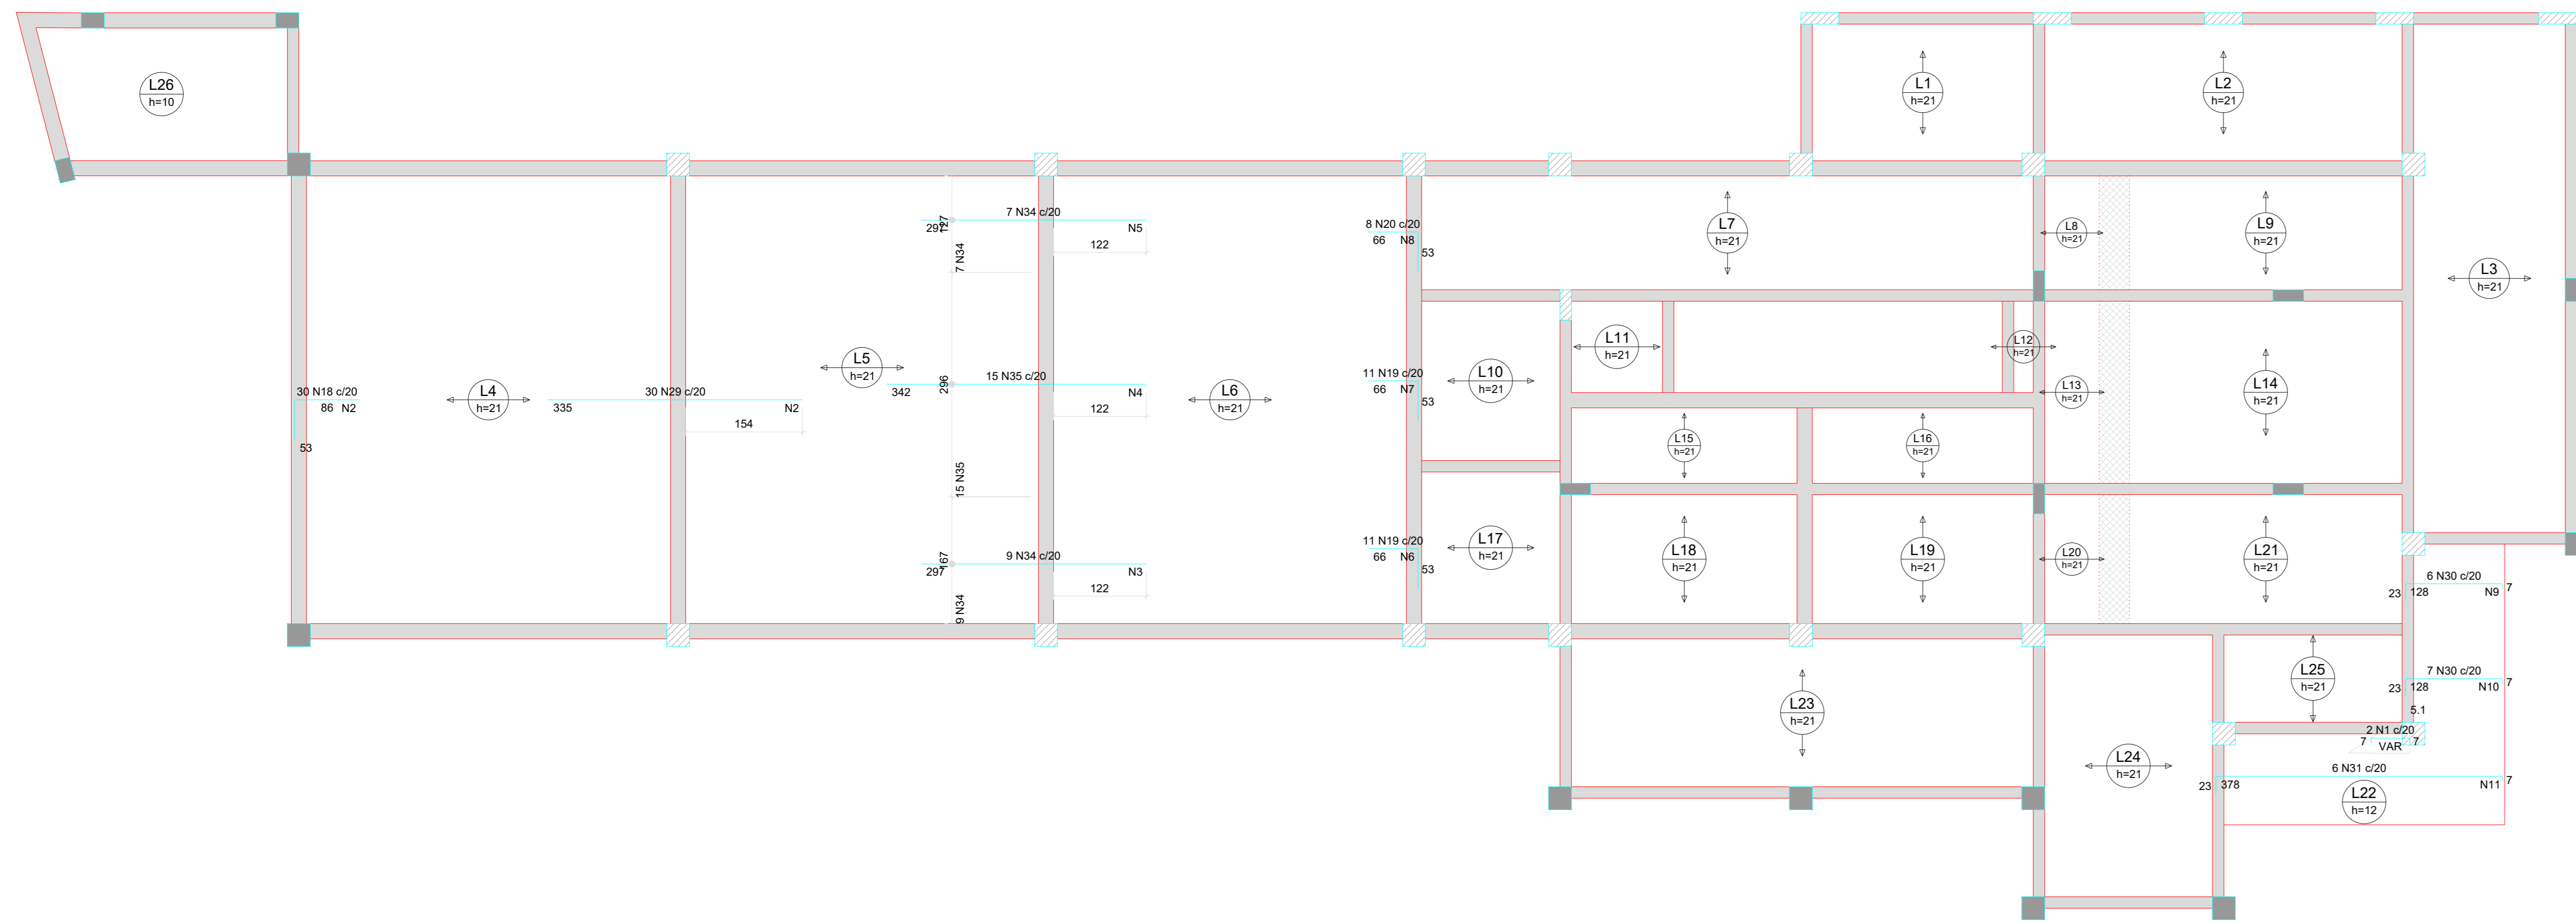 L26
h=10
L1
h=21
L2
h=21
L3
h=21
L4
h=21
30 N18 c/20
86 N2
53
30 N29 c/20
335 N2
154
L5
h=21
7 N34 c/20
297 N5
127
122
7 N34
15 N35 c/20
342 N4
296
122
15 N35
9 N34 c/20
297 N3
167
122
9 N34
L6
h=21
8 N20 c/20
66 N8
53
11 N19 c/20
66 N7
53
11 N19 c/20
66 N6
53
L7
h=21
L8
h=21
L9
h=21
L10
h=21
L11
h=21
L12
h=21
L13
h=21
L14
h=21
L15
h=21
L16
h=21
L17
h=21
L18
h=21
L19
h=21
L20
h=21
L21
h=21
6 N30 c/20
23 128 N9 7
7 N30 c/20
23 128 N10 7
5.1
2 N1 c/20
7 VAR 7
6 N31 c/20
23 378 N11 7
L22
h=12
L23
h=21
L24
h=21
L25
h=21